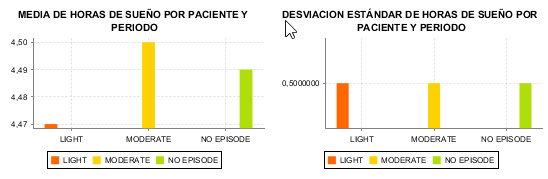 MEDIA DE HORAS DE SUEÑO POR PACIENTE Y
PERIODO
4,50
4,49
4,48
4,47
LIGHT MODERATE NO EPISODE
LIGHT MODERATE NO EPISODE
DESVIACION ESTÁNDAR DE HORAS DE SUEÑO POR
PACIENTE Y PERIODO
0,5000000
LIGHT MODERATE NO EPISODE
LIGHT MODERATE NO EPISODE